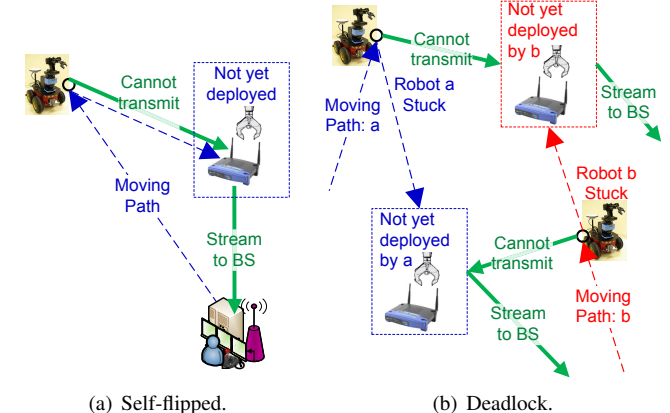 Cannot
transmit
Not yet
deployed
Moving
Path
Stream
to BS
(a) Self-flipped.
Cannot
transmit
Not yet
deployed
by b
Stream
to BS
Moving
Path: a
Robot a
Stuck
Robot b
Stuck
Not yet
deployed
by a
Cannot
transmit
Stream
to BS
Moving
Path: b
(b) Deadlock.